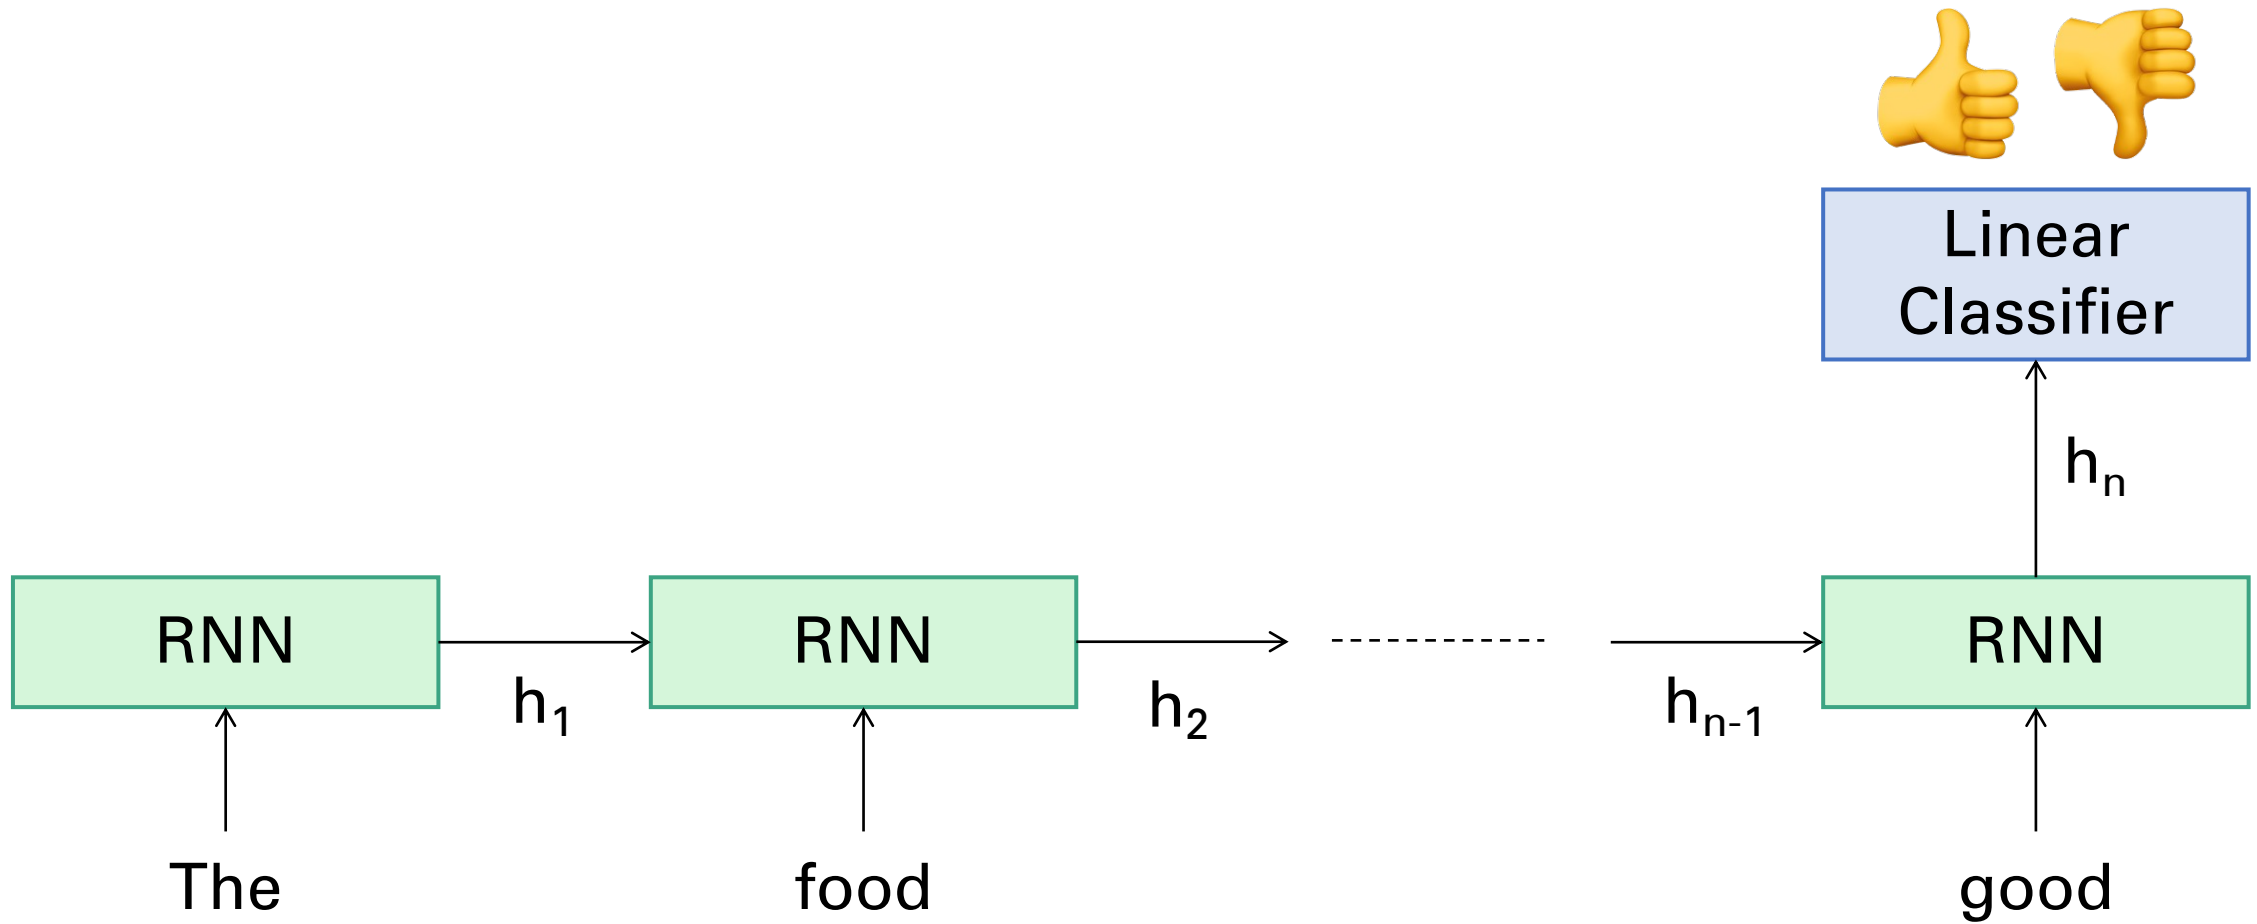 Linear
Classifier
hₙ
RNN
RNN
RNN
h₁
h₂
hₙ₋₁
The
food
good